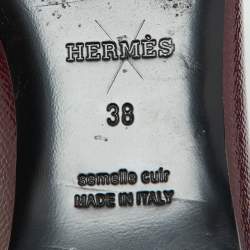 HERMÈS
38
semelle cuir
MADE IN ITALY